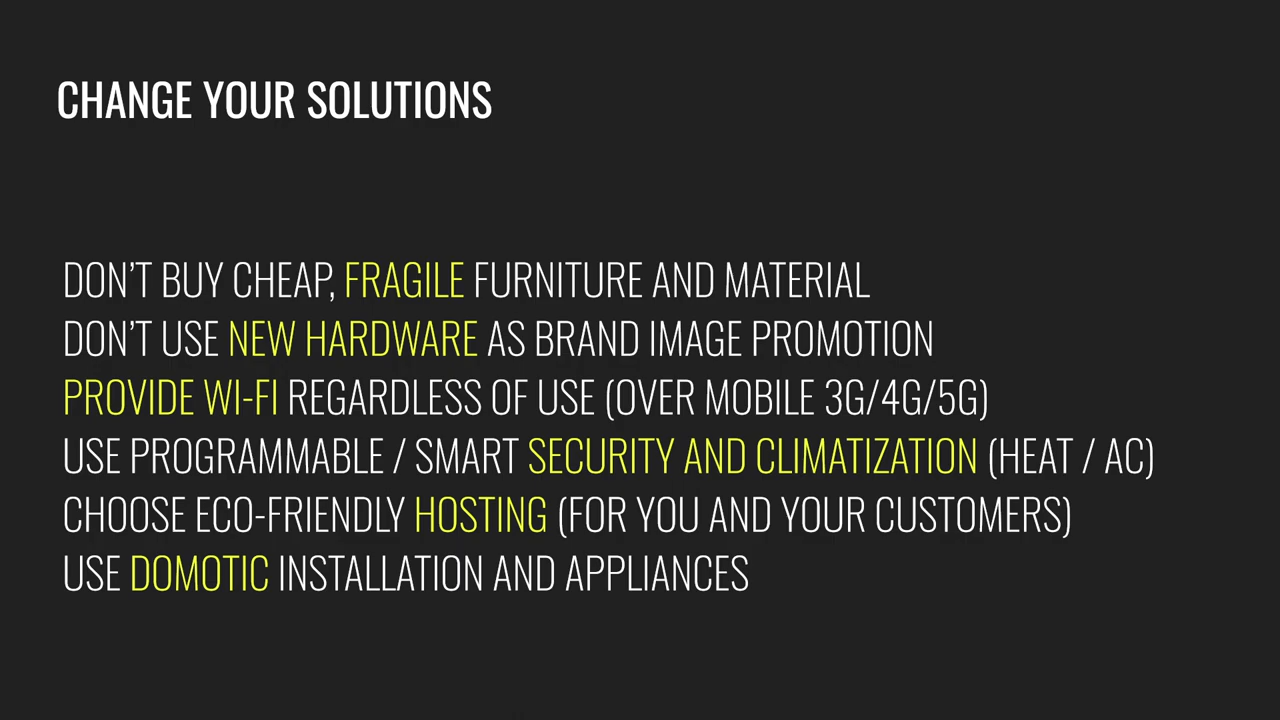 CHANGE YOUR SOLUTIONS
DON'T BUY CHEAP, FRAGILE FURNITURE AND MATERIAL
DON'T USE NEW HARDWARE AS BRAND IMAGE PROMOTION
PROVIDE WI-FI REGARDLESS OF USE (OVER MOBILE 3G/4G/5G)
USE PROGRAMMABLE / SMART SECURITY AND CLIMATIZATION (HEAT / AC)
CHOOSE ECO-FRIENDLY HOSTING (FOR YOU AND YOUR CUSTOMERS)
USE DOMOTIC INSTALLATION AND APPLIANCES